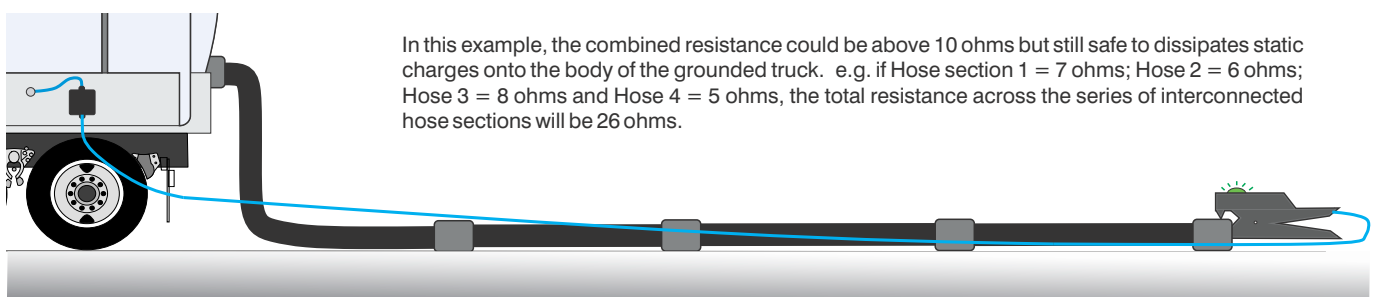 In this example, the combined resistance could be above 10 ohms but still safe to dissipates static
charges onto the body of the grounded truck. e.g. if Hose section 1 = 7 ohms; Hose 2 = 6 ohms;
Hose 3 = 8 ohms and Hose 4 = 5 ohms, the total resistance across the series of interconnected
hose sections will be 26 ohms.